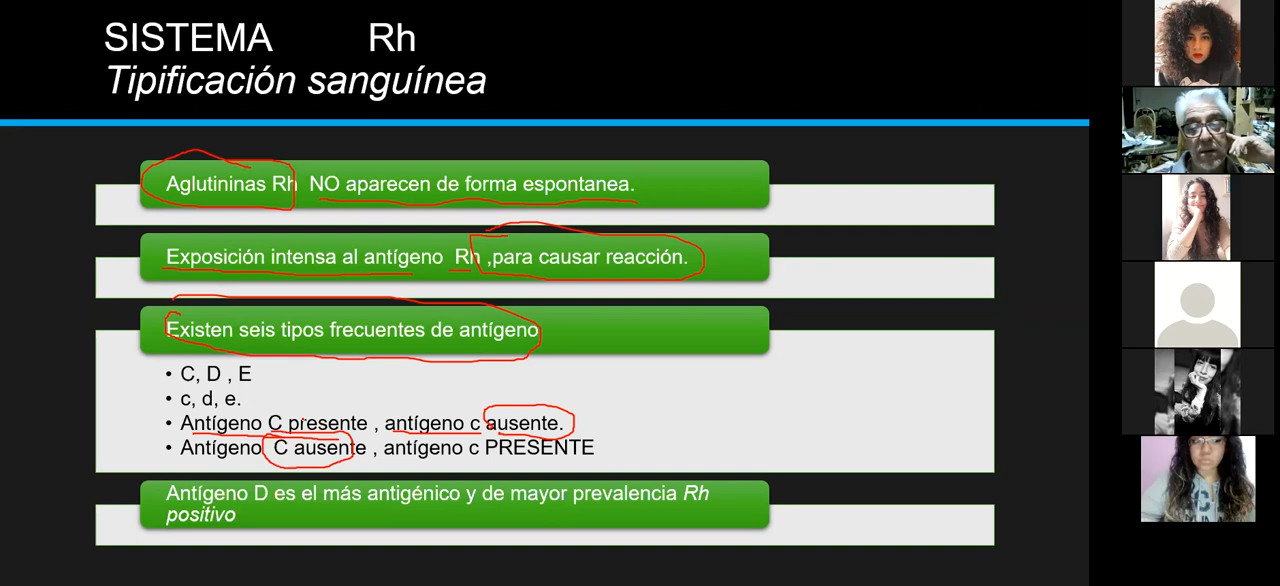 SISTEMA Rh
Tipificación sanguínea
Aglutininas Rh NO aparecen de forma espontanea.
Exposición intensa al antígeno Rh ,para causar reacción.
Existen seis tipos frecuentes de antígeno
• C, D , E
• c, d, e.
• Antígeno C presente , antígeno c ausente.
• Antígeno C ausente , antígeno c PRESENTE
Antígeno D es el más antigénico y de mayor prevalencia Rh
positivo